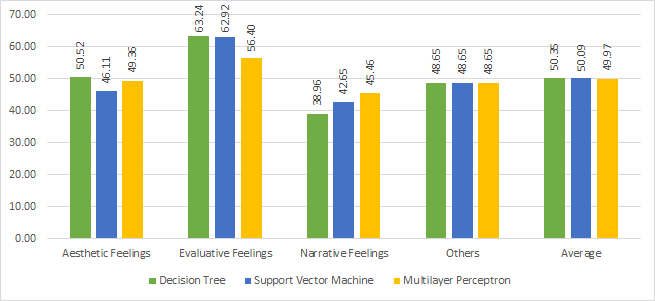 70.00
60.00
50.00
40.00
30.00
20.00
10.00
0.00
50.52 46.11 49.36 63.24 62.92 56.40 38.96 42.65 45.46 48.65 48.65 48.65 50.35 50.09 49.97
Aesthetic Feelings Evaluative Feelings Narrative Feelings Others Average
Decision Tree Support Vector Machine Multilayer Perceptron